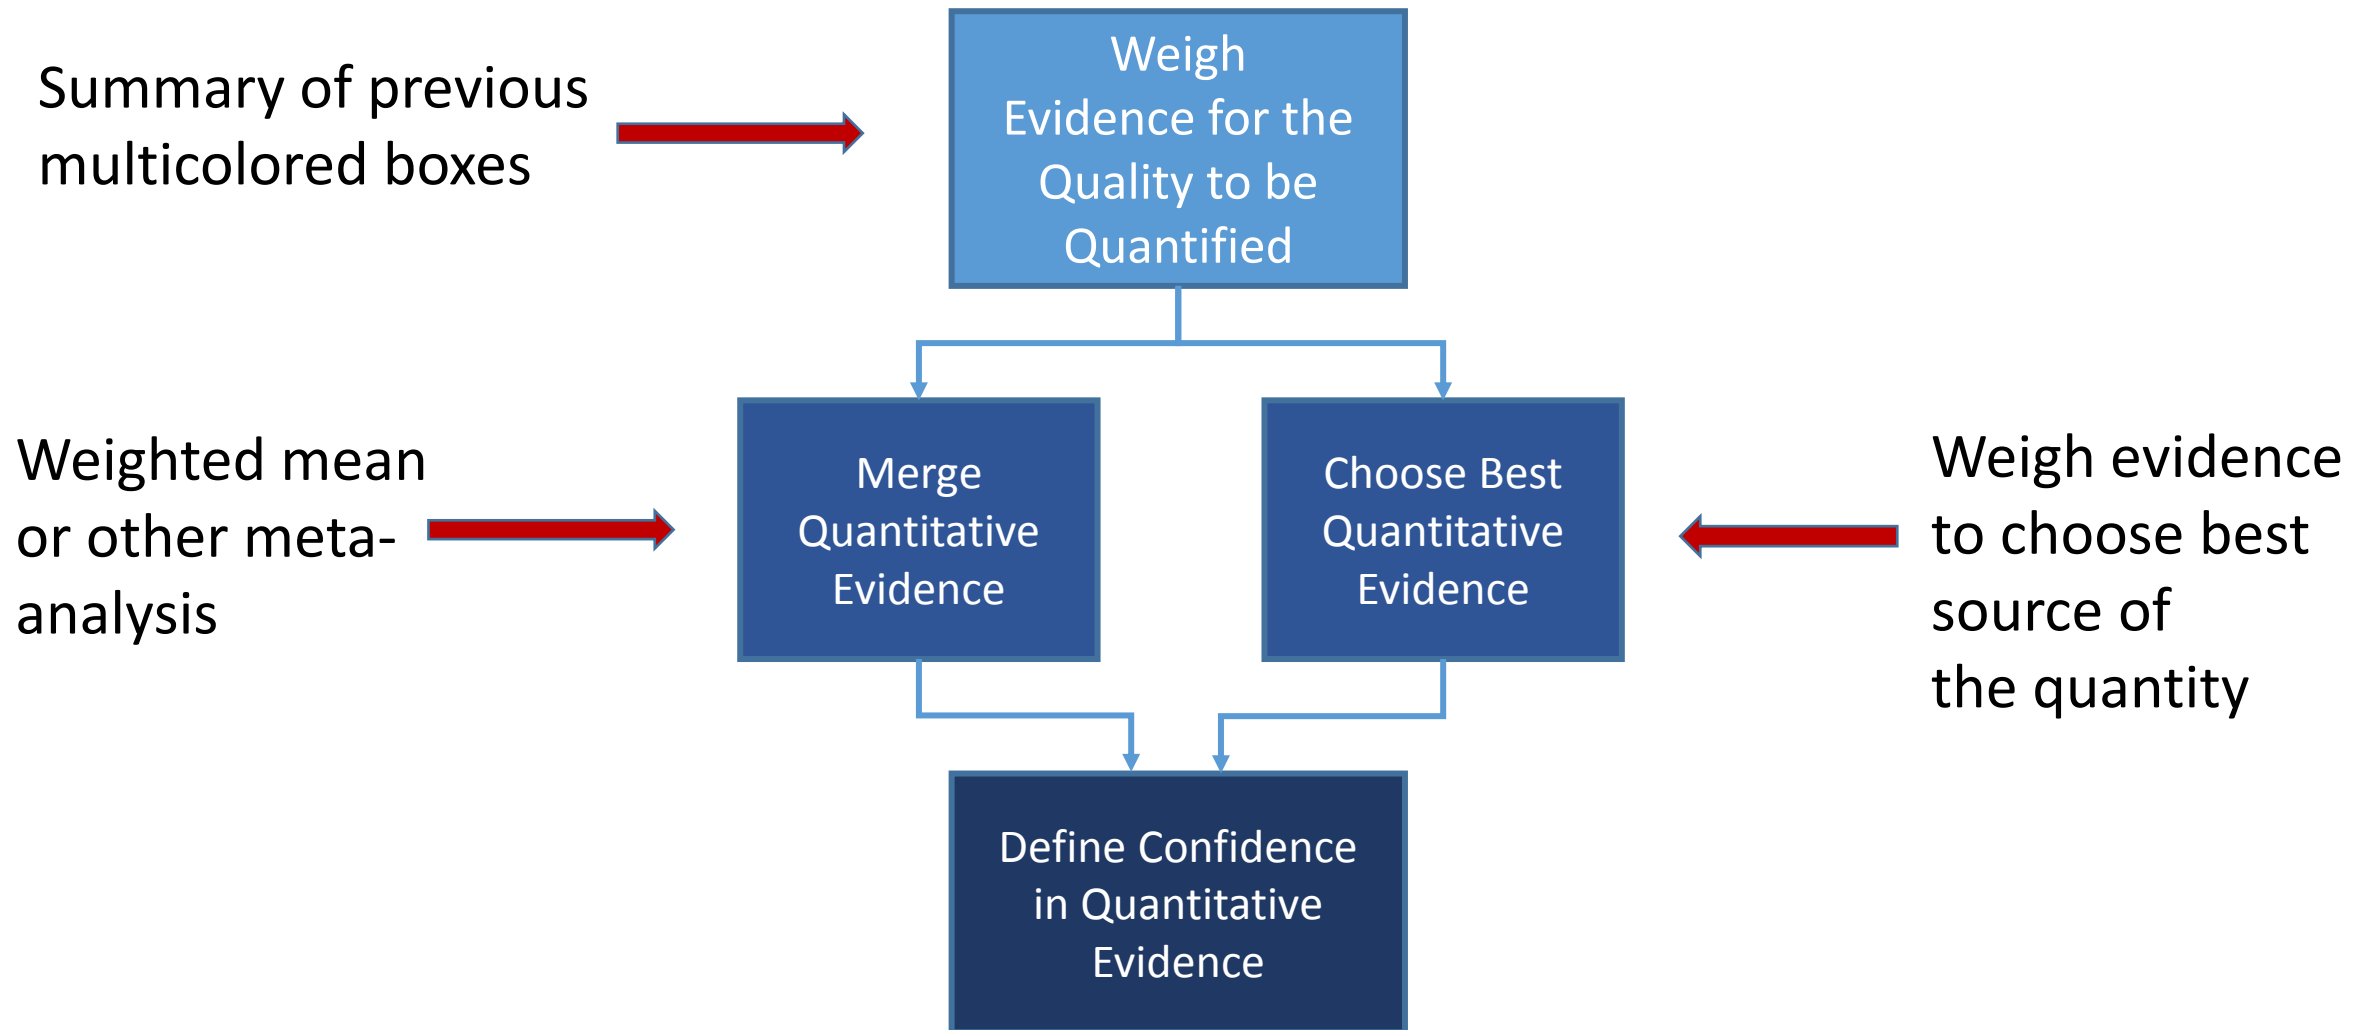 Summary of previous
multicolored boxes
Weigh
Evidence for the
Quality to be
Quantified
Weighted mean
or other meta-
analysis
Merge
Quantitative
Evidence
Choose Best
Quantitative
Evidence
Weigh evidence
to choose best
source of
the quantity
Define Confidence
in Quantitative
Evidence